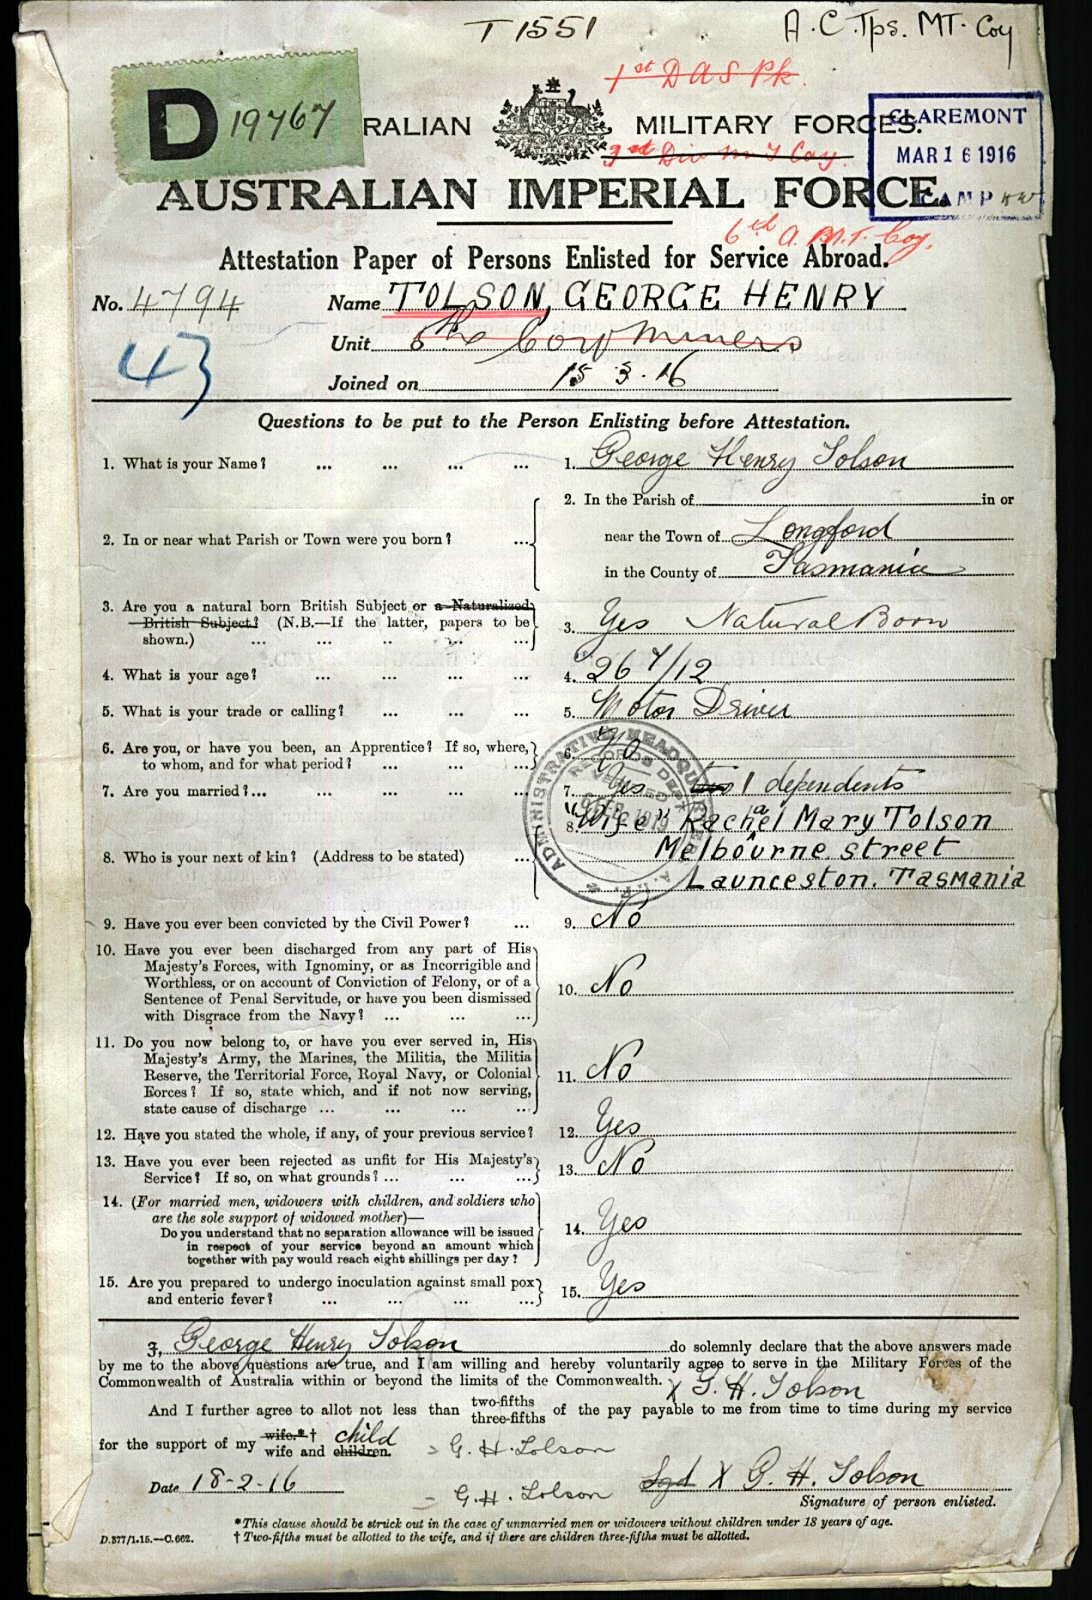 T 1551
A.C.Tps. MT. Coy
1st D A S Pk.
D 19767
RALIAN MILITARY FORCES.
CLAREMONT
MAR 16 1916
CAMP
3rd Div M T Coy.
AUSTRALIAN IMPERIAL FORCE.
6th A. M.T. Coy.
Attestation Paper of Persons Enlisted for Service Abroad.
No. 4794 Name TOLSON, GEORGE HENRY
43
Unit Miners
Joined on 15 3.16
Questions to be put to the Person Enlisting before Attestation.
1. What is your Name? ... ... ... ... 1. George Henry Tolson
2. In or near what Parish or Town were you born? ... 2. In the Parish of in or
near the Town of Longford
in the County of Tasmania
3. Are you a natural born British Subject or a Naturalized
British Subject? (N.B.—If the latter, papers to be
shown.) ... ... .. .. ... 3. Yes Natural Born
4. What is your age? ... ... ... ... 4. 26 7/12
5. What is your trade or calling? ... ... ... 5. Motor Driver
6. Are you, or have you been, an Apprentice? If so, where,
to whom, and for what period? ... ... ... 6. No
7. Are you married?... ... ... ... ... 7. Yes 1 dependents
8. Who is your next of kin? (Address to be stated) ... 8. "Wife" Rachael Mary Tolson
Melbourne street
Launceston. Tasmania
ADMINISTRATIVE HEADQUARTERS A.I.F.
RECORDS DEPT
1919
9. Have you ever been convicted by the Civil Power? ... 9. No
10. Have you ever been discharged from any part of His
Majesty's Forces, with Ignominy, or as Incorrigible and
Worthless, or on account of Conviction of Felony, or of a
Sentence of Penal Servitude, or have you been dismissed
with Disgrace from the Navy? ... ... ... 10. No
11. Do you now belong to, or have you ever served in, His
Majesty's Army, the Marines, the Militia, the Militia
Reserve, the Territorial Force, Royal Navy, or Colonial
Forces? If so, state which, and if not now serving,
state cause of discharge ... ... ... ... 11. No
12. Have you stated the whole, if any, of your previous service? 12. Yes
13. Have you ever been rejected as unfit for His Majesty's
Service? If so, on what grounds? ... ... ... 13. No
14. (For married men, widowers with children, and soldiers who
are the sole support of widowed mother)—
Do you understand that no separation allowance will be issued
in respect of your service beyond an amount which
together with pay would reach eight shillings per day? 14. Yes
15. Are you prepared to undergo inoculation against small pox
and enteric fever? ... ... ... ... 15. Yes
I, George Henry Tolson do solemnly declare that the above answers made
by me to the above questions are true, and I am willing and hereby voluntarily agree to serve in the Military Forces of the
Commonwealth of Australia within or beyond the limits of the Commonwealth. X G. H. Tolson
And I further agree to allot not less than two-fifths three-fifths of the pay payable to me from time to time during my service
for the support of my wife.*† wife and children. child G. H. Tolson
Date 18-2-16 G.H. Tolson Sgd X G. H. Tolson
Signature of person enlisted.
*This clause should be struck out in the case of unmarried men or widowers without children under 18 years of age.
D.377/1.15.—C.662. † Two-fifths must be allotted to the wife, and if there are children three-fifths must be allotted.